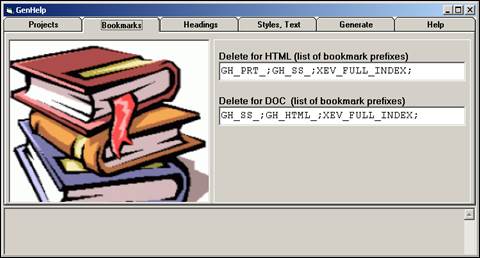 GenHelp
Projects Bookmarks Headings Styles, Text Generate Help
Delete for HTML (list of bookmark prefixes)
GH_PRT_;GH_SS_;XEV_FULL_INDEX;
Delete for DOC (list of bookmark prefixes)
GH_SS_;GH_HTML_;XEV_FULL_INDEX;